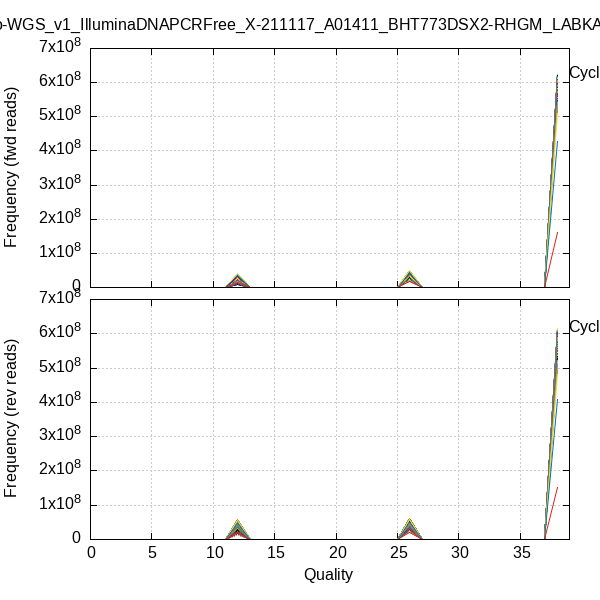 o-WGS_v1_IlluminaDNAPCRFree_X-211117_A01411_BHT773DSX2-RHGM_LABKA
7x10^8
Cycl
6x10^8
5x10^8
4x10^8
3x10^8
2x10^8
1x10^8
0
Frequency (fwd reads)
7x10^8
Cycl
6x10^8
5x10^8
4x10^8
3x10^8
2x10^8
1x10^8
0
Frequency (rev reads)
0 5 10 15 20 25 30 35
Quality